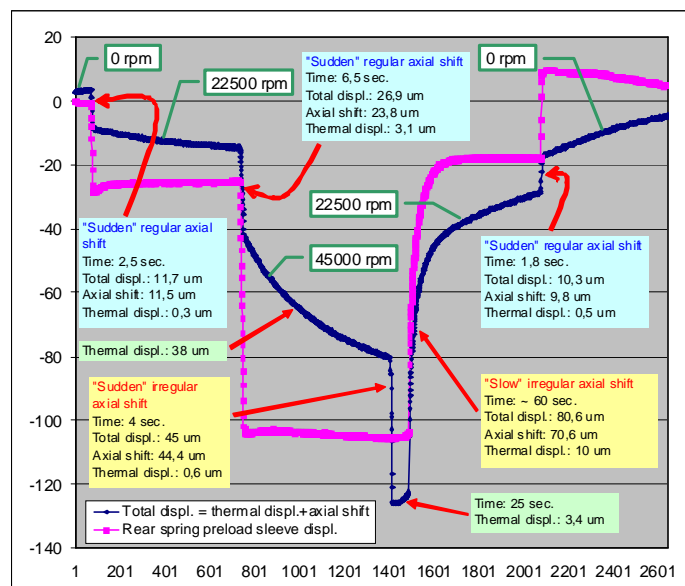 20
0
-20
-40
-60
-80
-100
-120
-140
0 rpm
22500 rpm
"Sudden" regular axial shift
Time: 6,5 sec.
Total displ.: 26,9 um
Axial shift: 23,8 um
Thermal displ.: 3,1 um
0 rpm
"Sudden" regular axial
shift
Time: 2,5 sec.
Total displ.: 11,7 um
Axial shift: 11,5 um
Thermal displ.: 0,3 um
45000 rpm
22500 rpm
"Sudden" regular axial shift
Time: 1,8 sec.
Total displ.: 10,3 um
Axial shift: 9,8 um
Thermal displ.: 0,5 um
Thermal displ.: 38 um
"Sudden" irregular
axial shift
Time: 4 sec.
Total displ.: 45 um
Axial shift: 44,4 um
Thermal displ.: 0,6 um
"Slow" irregular axial shift
Time: ~ 60 sec.
Total displ.: 80,6 um
Axial shift: 70,6 um
Thermal displ.: 10 um
Time: 25 sec.
Thermal displ.: 3,4 um
Total displ. = thermal displ.+axial shift
Rear spring preload sleeve displ.
1 201 401 601 801 1001 1201 1401 1601 1801 2001 2201 2401 2601